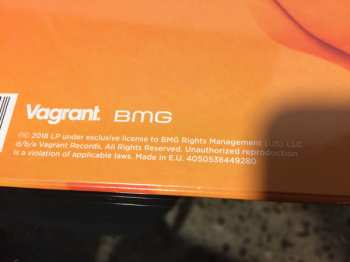 Vagrant. BMG
℗© 2018 LP under exclusive license to BMG Rights Management (US) LLC
d/b/a Vagrant Records. All Rights Reserved. Unauthorized reproduction
is a violation of applicable laws. Made in E.U. 4050538449280